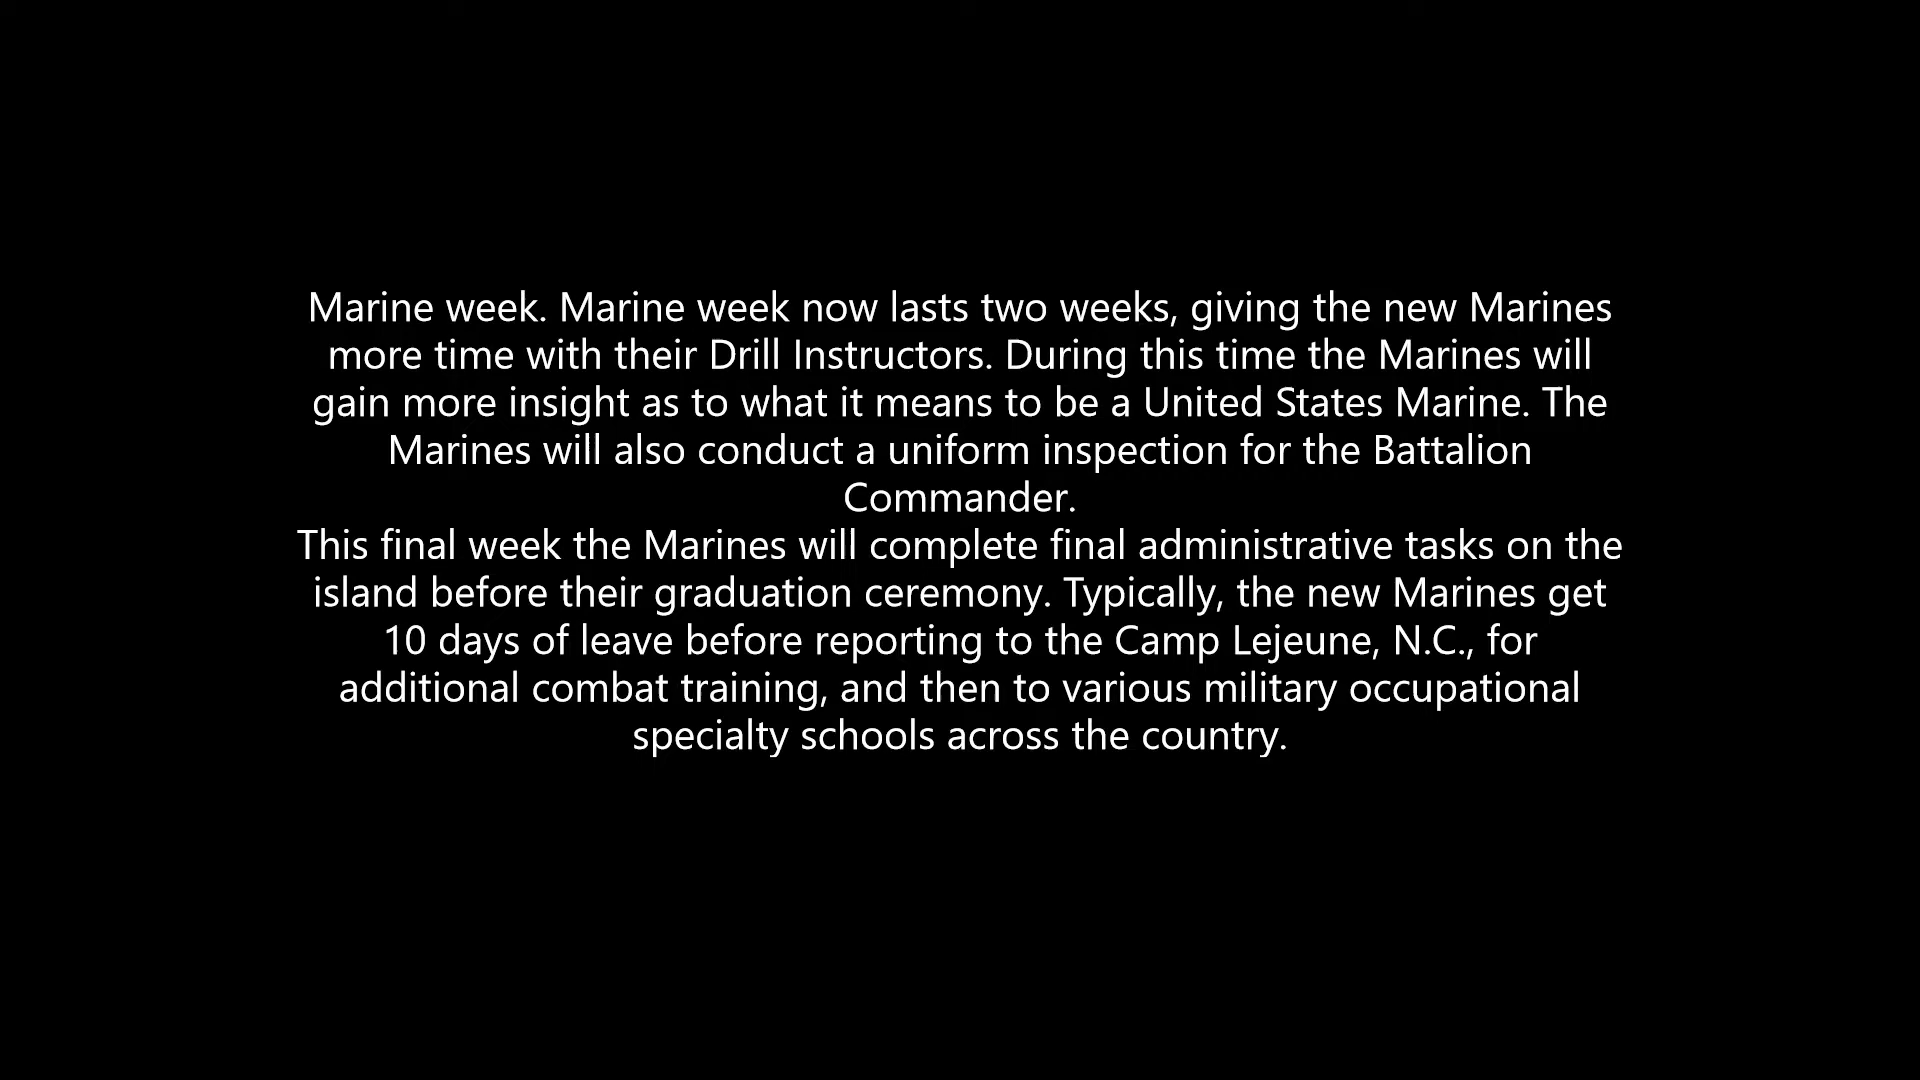 Marine week. Marine week now lasts two weeks, giving the new Marines
more time with their Drill Instructors. During this time the Marines will
gain more insight as to what it means to be a United States Marine. The
Marines will also conduct a uniform inspection for the Battalion
Commander.
This final week the Marines will complete final administrative tasks on the
island before their graduation ceremony. Typically, the new Marines get
10 days of leave before reporting to the Camp Lejeune, N.C., for
additional combat training, and then to various military occupational
specialty schools across the country.